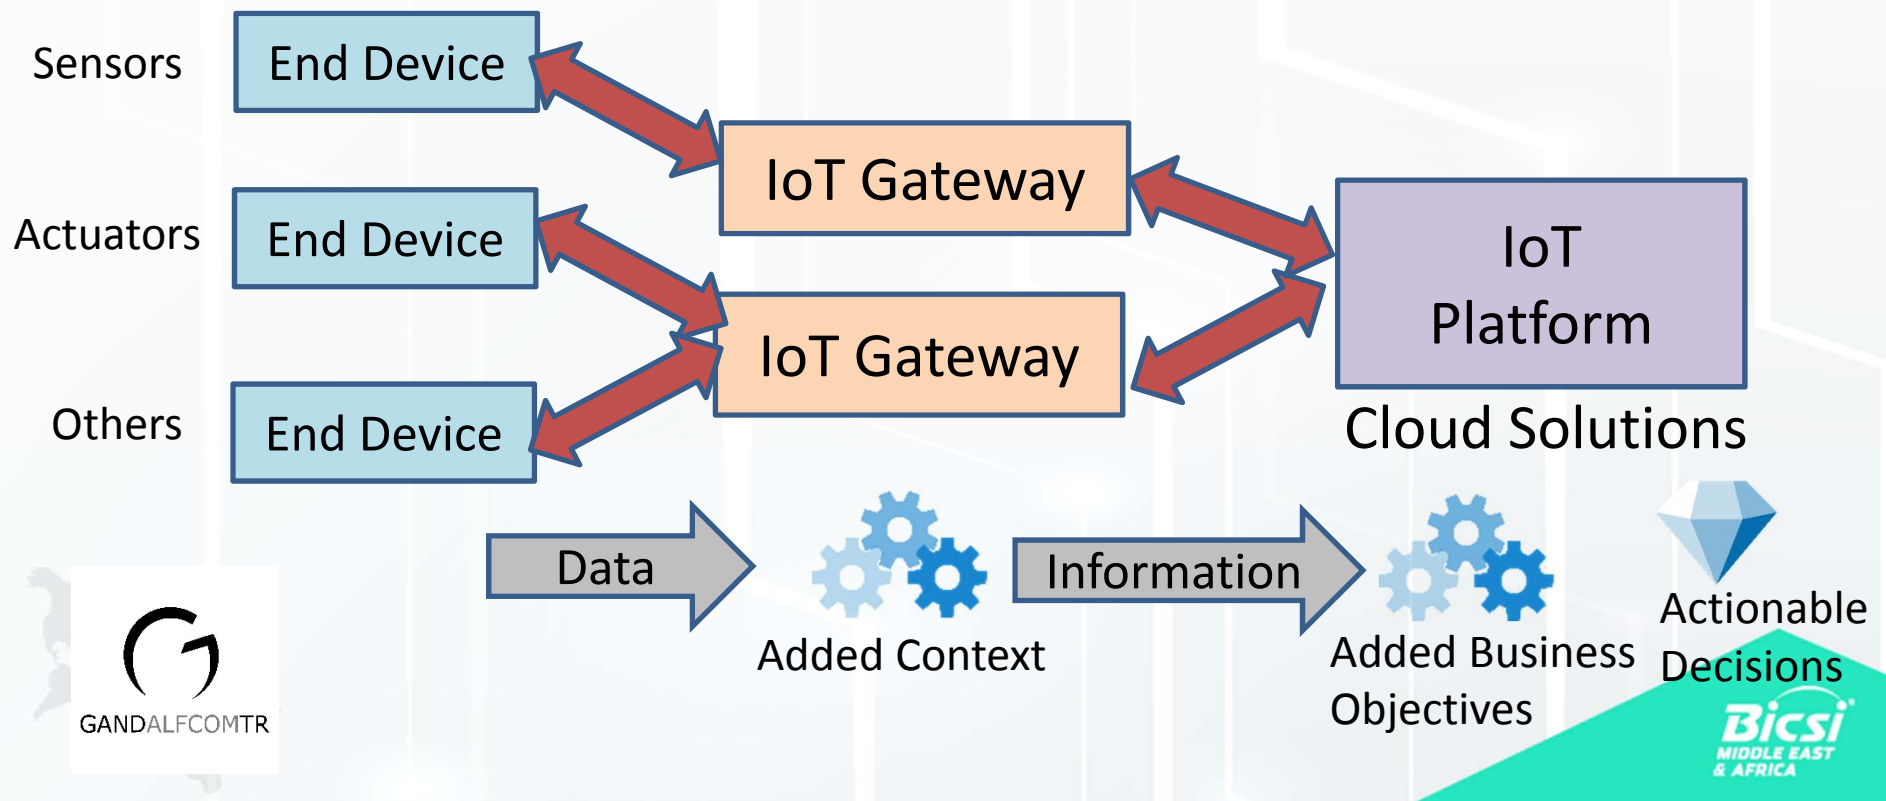 Sensors
End Device
IoT Gateway
Actuators
End Device
IoT
Platform
IoT Gateway
Others
End Device
Cloud Solutions
Data
Added Context
Information
Added Business
Objectives
Actionable
Decisions
GANDALFCOMTR
Bicsi
MIDDLE EAST
& AFRICA